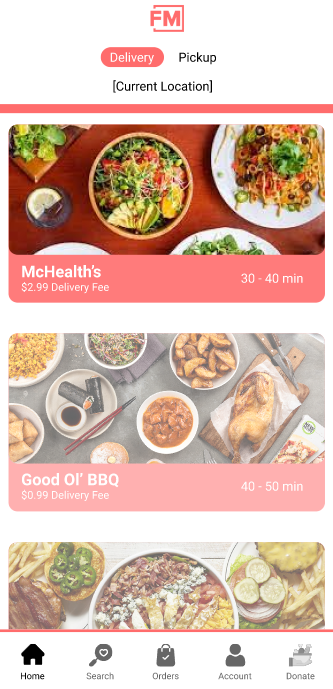 FM
Delivery Pickup
[Current Location]
McHealth's
$2.99 Delivery Fee
30 - 40 min
Good Ol' BBQ
$0.99 Delivery Fee
40 - 50 min
Home Search Orders Account Donate